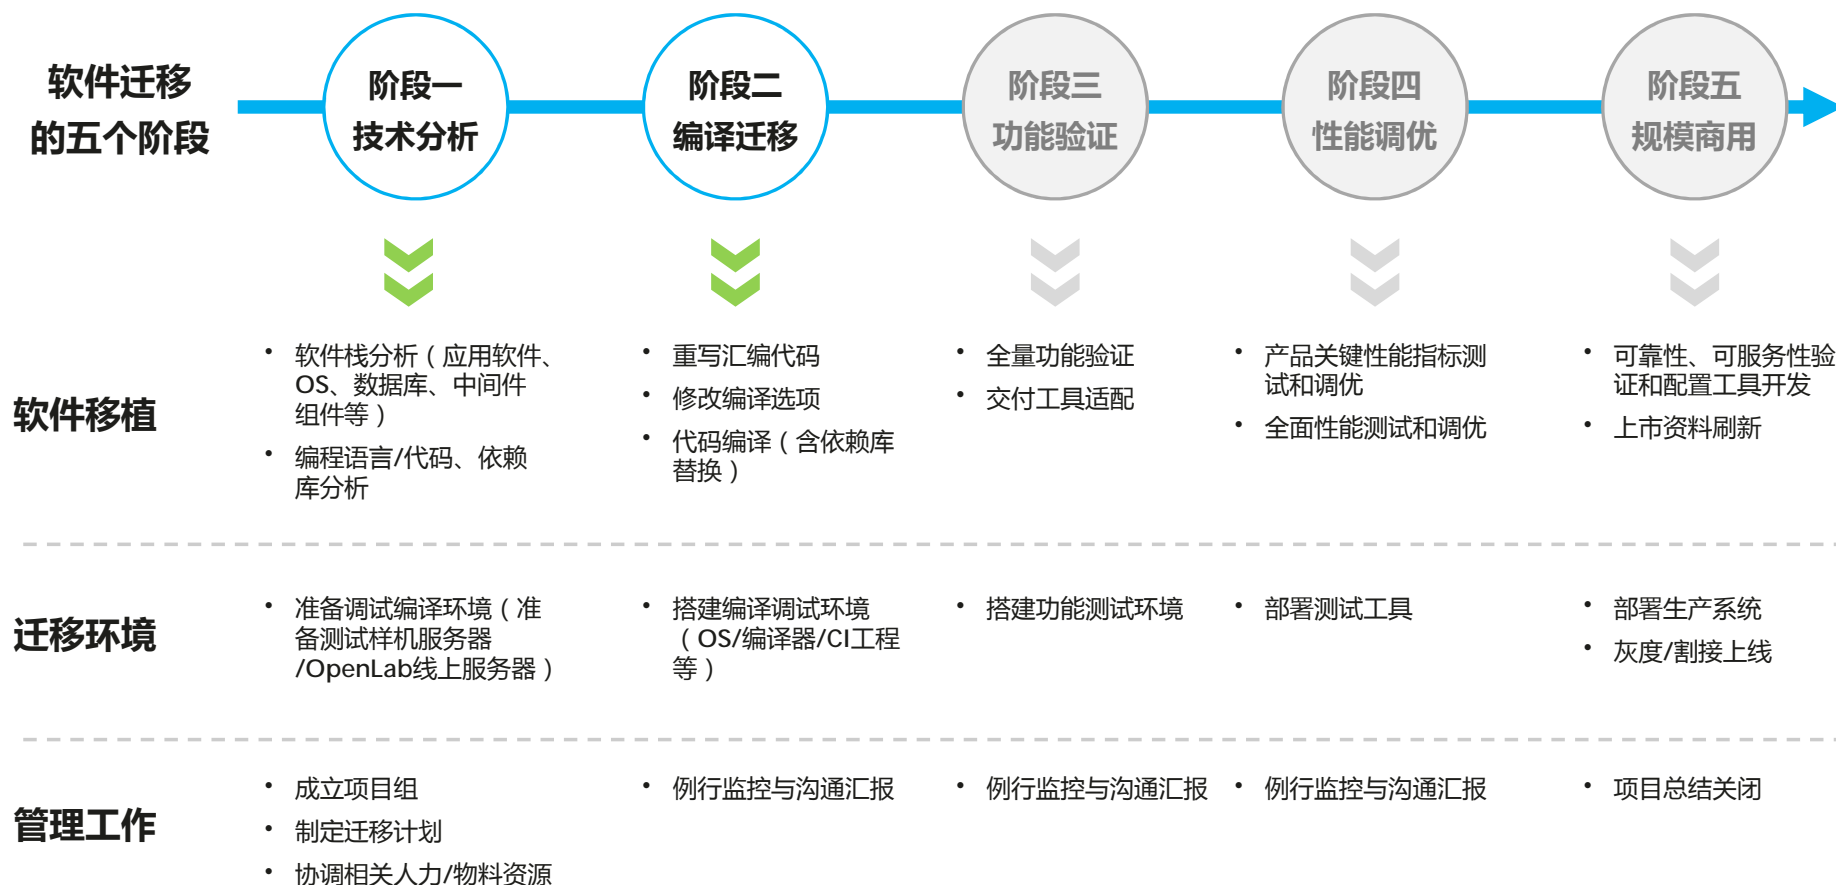 软件迁移
的五个阶段
阶段一
技术分析
阶段二
编译迁移
阶段三
功能验证
阶段四
性能调优
阶段五
规模商用
软件移植
• 软件栈分析（应用软件、
OS、数据库、中间件
组件等）
• 编程语言/代码、依赖
库分析
• 重写汇编代码
• 修改编译选项
• 代码编译（含依赖库
替换）
• 全量功能验证
• 交付工具适配
• 产品关键性能指标测
试和调优
• 全面性能测试和调优
• 可靠性、可服务性验
证和配置工具开发
• 上市资料刷新
迁移环境
• 准备调试编译环境（准
备测试样机服务器
/OpenLab线上服务器）
• 搭建编译调试环境
（OS/编译器/CI工程
等）
• 搭建功能测试环境
• 部署测试工具
• 部署生产系统
• 灰度/割接上线
管理工作
• 成立项目组
• 制定迁移计划
• 协调相关人力/物料资源
• 例行监控与沟通汇报
• 例行监控与沟通汇报
• 例行监控与沟通汇报
• 项目总结关闭